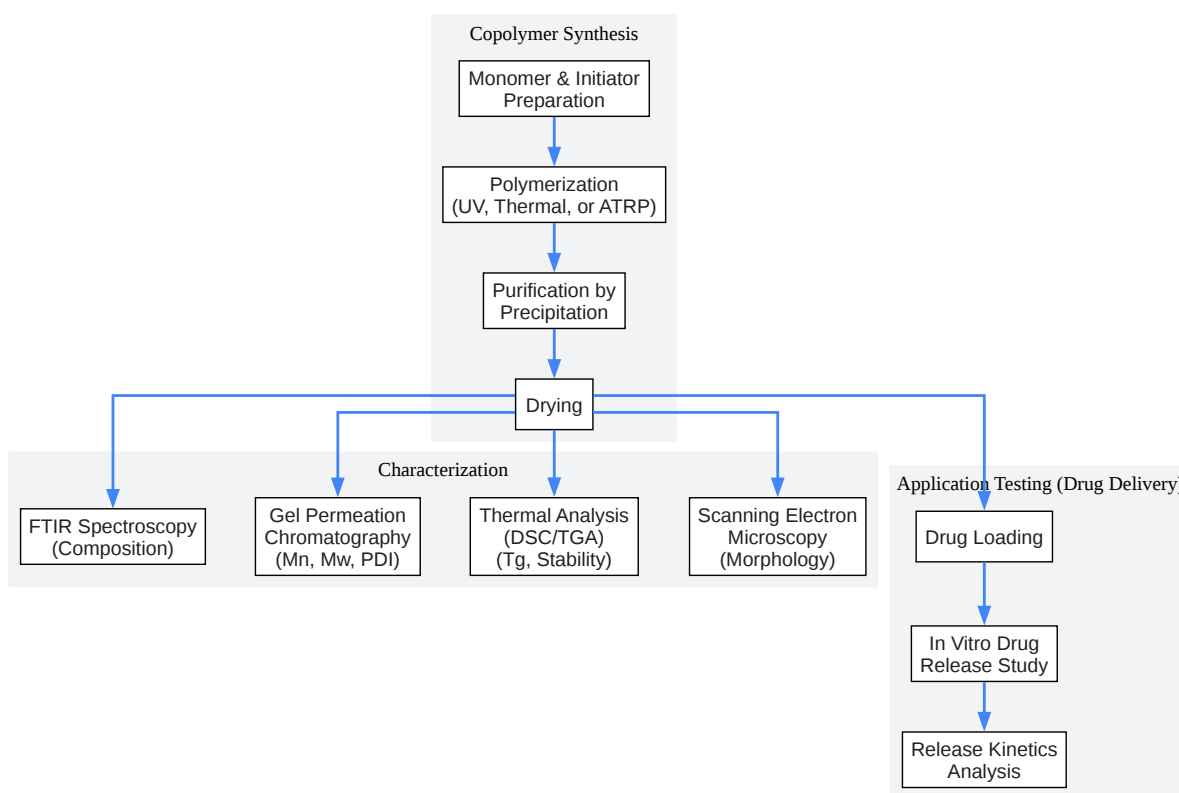 Copolymer Synthesis
Monomer & Initiator
Preparation
Polymerization
(UV, Thermal, or ATRP)
Purification by
Precipitation
Drying
Characterization
FTIR Spectroscopy
(Composition)
Gel Permeation
Chromatography
(Mn, Mw, PDI)
Thermal Analysis
(DSC/TGA)
(Tg, Stability)
Scanning Electron
Microscopy
(Morphology)
Application Testing (Drug Delivery)
Drug Loading
In Vitro Drug
Release Study
Release Kinetics
Analysis